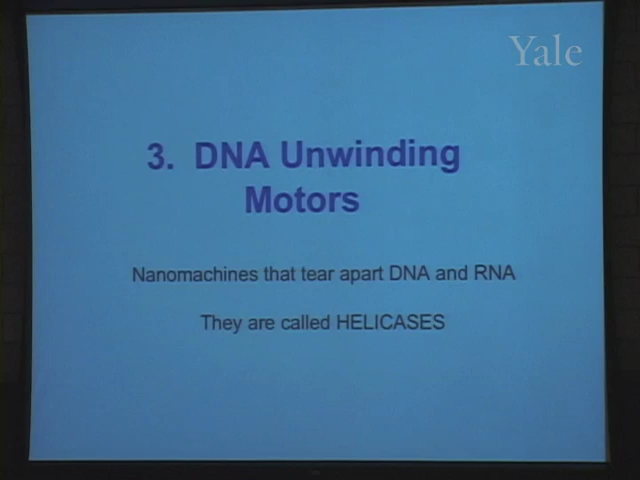 Yale
3. DNA Unwinding
Motors
Nanomachines that tear apart DNA and RNA
They are called HELICASES